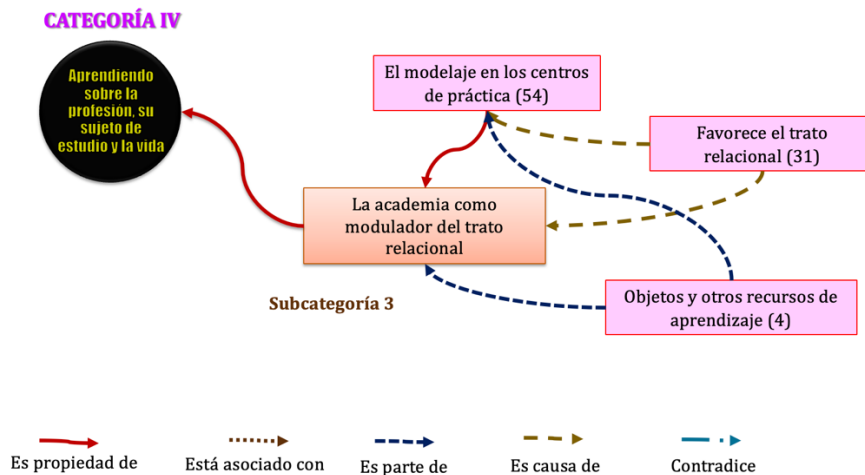 CATEGORÍA IV
Aprendiendo
sobre la
profesión, su
sujeto de
estudio y la vida
El modelaje en los centros
de práctica (54)
Favorece el trato
relacional (31)
La academia como
modulador del trato
relacional
Subcategoría 3
Objetos y otros recursos de
aprendizaje (4)
Es propiedad de
Está asociado con
Es parte de
Es causa de
Contradice